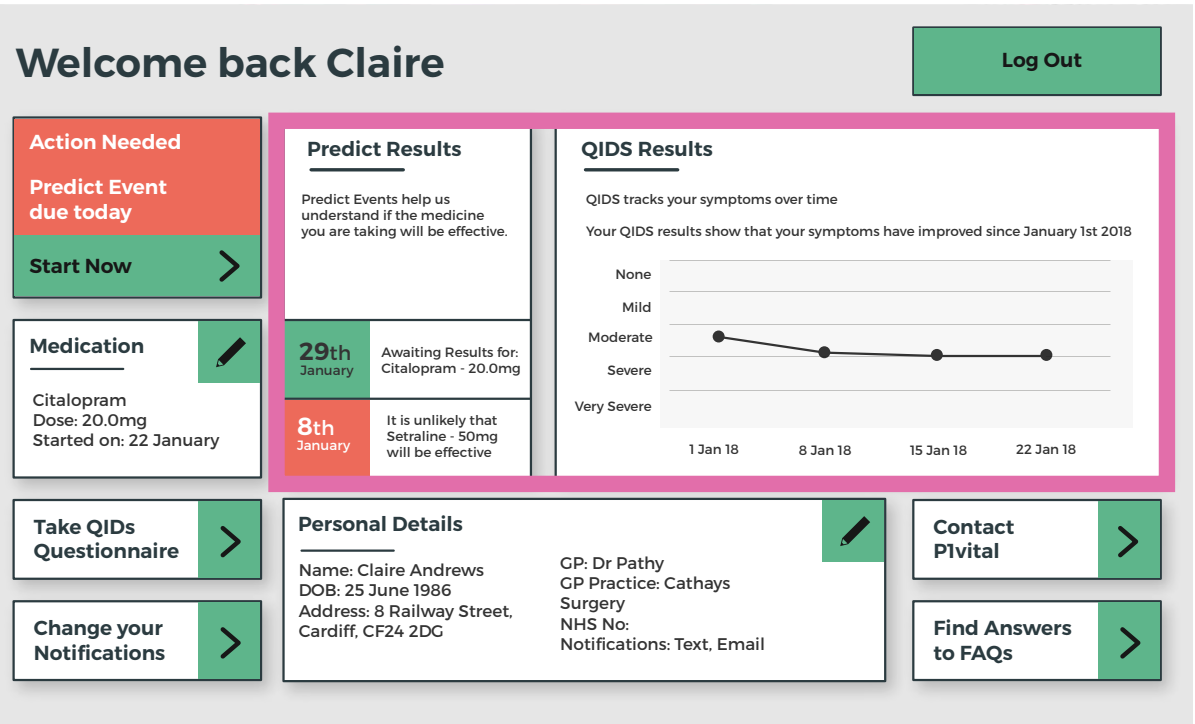 Welcome back Claire
Log Out
Action Needed
Predict Event
due today
Start Now
Predict Results
Predict Events help us
understand if the medicine
you are taking will be effective.
29th
January
Awaiting Results for:
Citalopram - 20.0mg
8th
January
It is unlikely that
Setraline - 50mg
will be effective
QIDS Results
QIDS tracks your symptoms over time
Your QIDS results show that your symptoms have improved since January 1st 2018
None
Mild
Moderate
Severe
Very Severe
1 Jan 18
8 Jan 18
15 Jan 18
22 Jan 18
Medication
Citalopram
Dose: 20.0mg
Started on: 22 January
Take QIDs
Questionnaire
Change your
Notifications
Personal Details
Name: Claire Andrews
DOB: 25 June 1986
Address: 8 Railway Street,
Cardiff, CF24 2DG
GP: Dr Pathy
GP Practice: Cathays
Surgery
NHS No:
Notifications: Text, Email
Contact
P1vital
Find Answers
to FAQs